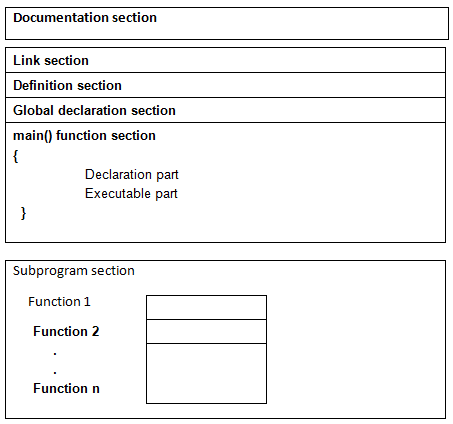 Documentation section
Link section
Definition section
Global declaration section
main() function section
{
Declaration part
Executable part
}
Subprogram section
Function 1
Function 2
.
.
Function n